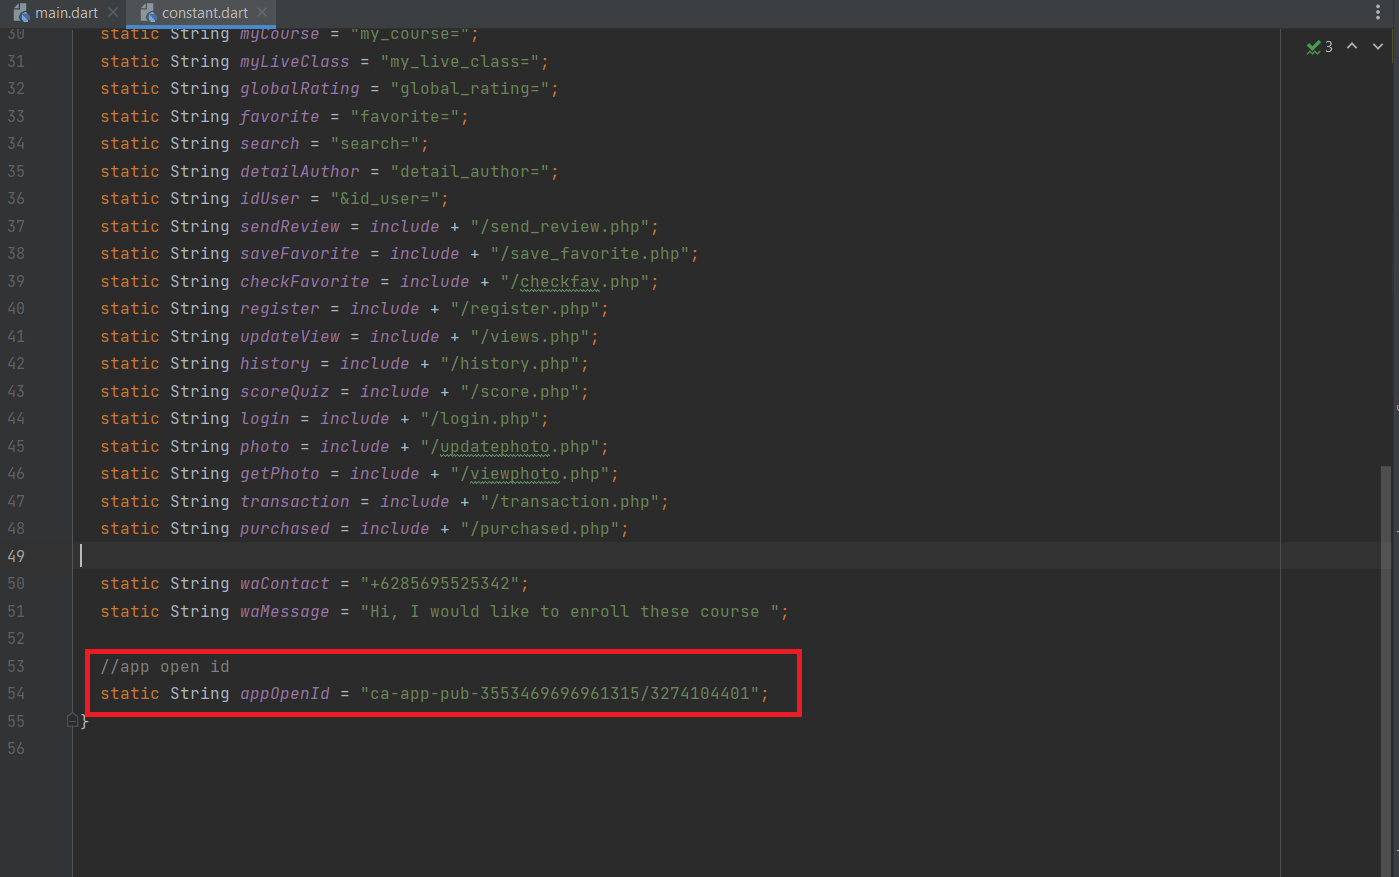 main.dart constant.dart
3
30 static String myCourse = "my_course=";
31 static String myLiveClass = "my_live_class=";
32 static String globalRating = "global_rating=";
33 static String favorite = "favorite=";
34 static String search = "search=";
35 static String detailAuthor = "detail_author=";
36 static String idUser = "&id_user=";
37 static String sendReview = include + "/send_review.php";
38 static String saveFavorite = include + "/save_favorite.php";
39 static String checkFavorite = include + "/checkfav.php";
40 static String register = include + "/register.php";
41 static String updateView = include + "/views.php";
42 static String history = include + "/history.php";
43 static String scoreQuiz = include + "/score.php";
44 static String login = include + "/login.php";
45 static String photo = include + "/updatephoto.php";
46 static String getPhoto = include + "/viewphoto.php";
47 static String transaction = include + "/transaction.php";
48 static String purchased = include + "/purchased.php";
49
50 static String waContact = "+6285695525342";
51 static String waMessage = "Hi, I would like to enroll these course ";
52
53 //app open id
54 static String appOpenId = "ca-app-pub-3553469696961315/3274104401";
55 }
56